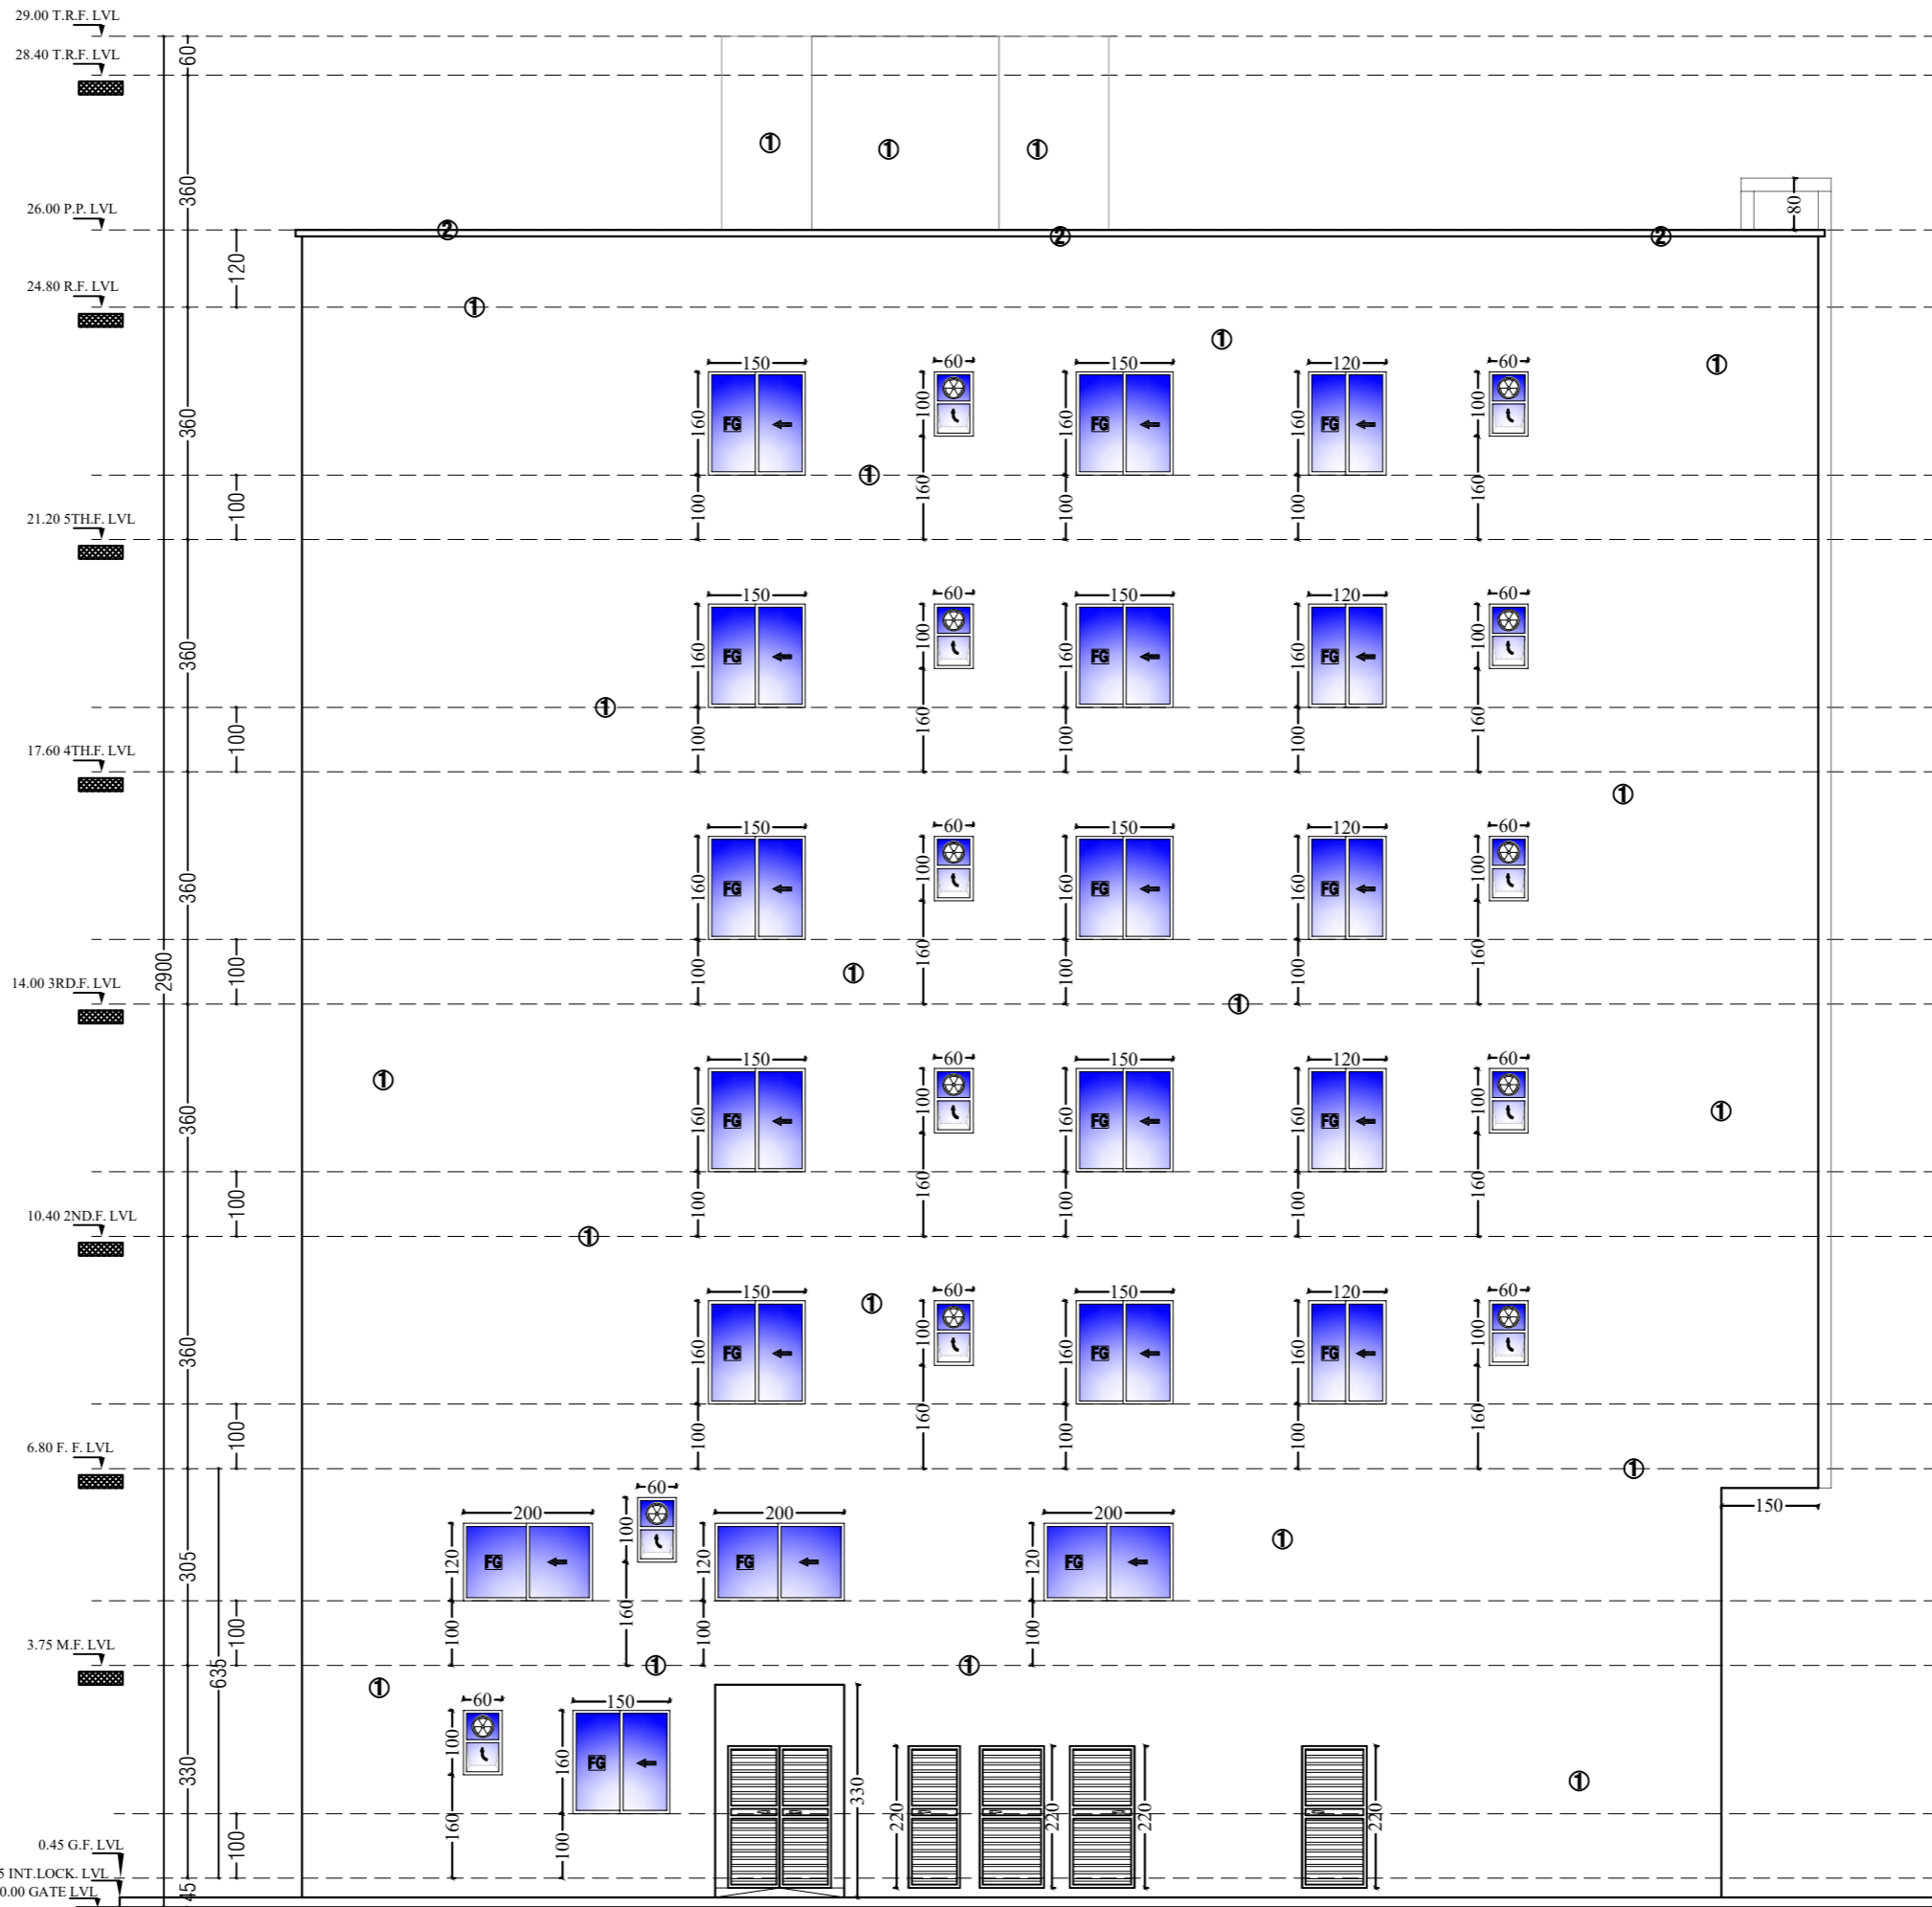 29.00 T.R.F. LVL
60
28.40 T.R.F. LVL
① ① ①
360
80
26.00 P.P. LVL
② ② ②
120
24.80 R.F. LVL
① ① ①
150 60 150 120 60
360
160 100 160 160 100
FG FG FG
①
100
100 160 100 100 160
21.20 5TH.F. LVL
150 60 150 120 60
360
160 100 160 160 100
FG FG FG
①
100
100 160 100 100 160
17.60 4TH.F. LVL
①
150 60 150 120 60
360
160 100 160 160 100
FG FG FG
2900
100
100 160 100 100 160
①
14.00 3RD.F. LVL
①
150 60 150 120 60
① ①
360
160 100 160 160 100
FG FG FG
100
100 160 100 100 160
10.40 2ND.F. LVL
①
150 60 150 120 60
①
360
160 100 160 160 100
FG FG FG
100
100 160 100 100 160
6.80 F. F. LVL
①
60
150
200 200 200
100
①
305
120 120 120
FG FG FG
100
100 160 100 100
3.75 M.F. LVL
635
① ①
①
60 150
100 160
FG
330
330
①
220 220 220 220
100
160 100
0.45 G.F. LVL
5 INT.LOCK. LVL
0.00 GATE LVL
45